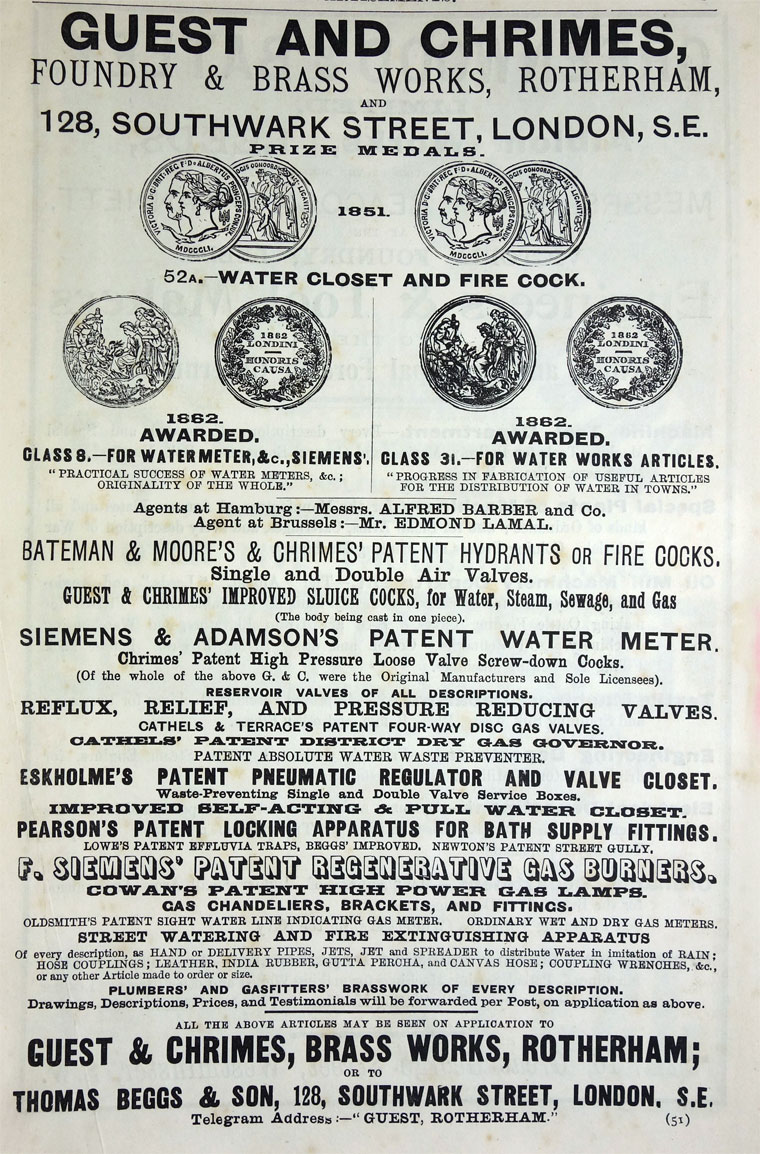 GUEST AND CHRIMES,
FOUNDRY & BRASS WORKS, ROTHERHAM,
AND
128, SOUTHWARK STREET, LONDON, S.E.
PRIZE MEDALS.
VICTORIA D:G:BRIT:REG:F:D: ALBERTUS PRINCEPS CONJUX
MDCCCLI.
1851.
VICTORIA D:G:BRIT:REG:F:D: ALBERTUS PRINCEPS CONJUX
MDCCCLI.
52A.—WATER CLOSET AND FIRE COCK.
1862
LONDINI
HONORIS
CAUSA
1862
LONDINI
HONORIS
CAUSA
1862.
AWARDED.
CLASS 8.—FOR WATER METER, &c., SIEMENS'.
"PRACTICAL SUCCESS OF WATER METERS, &c.;
ORIGINALITY OF THE WHOLE."
1862.
AWARDED.
CLASS 31.—FOR WATER WORKS ARTICLES.
"PROGRESS IN FABRICATION OF USEFUL ARTICLES
FOR THE DISTRIBUTION OF WATER IN TOWNS."
Agents at Hamburg:—Messrs. ALFRED BARBER and Co.
Agent at Brussels:—Mr. EDMOND LAMAL.
BATEMAN & MOORE'S & CHRIMES' PATENT HYDRANTS OR FIRE COCKS.
Single and Double Air Valves.
GUEST & CHRIMES' IMPROVED SLUICE COCKS, for Water, Steam, Sewage, and Gas
(The body being cast in one piece).
SIEMENS & ADAMSON'S PATENT WATER METER.
Chrimes' Patent High Pressure Loose Valve Screw-down Cocks.
(Of the whole of the above G. & C. were the Original Manufacturers and Sole Licensees).
RESERVOIR VALVES OF ALL DESCRIPTIONS.
REFLUX, RELIEF, AND PRESSURE REDUCING VALVES.
CATHELS & TERRACE'S PATENT FOUR-WAY DISC GAS VALVES.
CATHELS' PATENT DISTRICT DRY GAS GOVERNOR.
PATENT ABSOLUTE WATER WASTE PREVENTER.
ESKHOLME'S PATENT PNEUMATIC REGULATOR AND VALVE CLOSET.
Waste-Preventing Single and Double Valve Service Boxes.
IMPROVED SELF-ACTING & PULL WATER CLOSET.
PEARSON'S PATENT LOCKING APPARATUS FOR BATH SUPPLY FITTINGS.
LOWE'S PATENT EFFLUVIA TRAPS, BEGGS' IMPROVED. NEWTON'S PATENT STREET GULLY.
F. SIEMENS' PATENT REGENERATIVE GAS BURNERS.
COWAN'S PATENT HIGH POWER GAS LAMPS.
GAS CHANDELIERS, BRACKETS, AND FITTINGS.
OLDSMITH'S PATENT SIGHT WATER LINE INDICATING GAS METER. ORDINARY WET AND DRY GAS METERS.
STREET WATERING AND FIRE EXTINGUISHING APPARATUS
Of every description, as HAND or DELIVERY PIPES, JETS, JET and SPREADER to distribute Water in imitation of RAIN;
HOSE COUPLINGS; LEATHER, INDIA RUBBER, GUTTA PERCHA, and CANVAS HOSE; COUPLING WRENCHES, &c.,
or any other Article made to order or size.
PLUMBERS' AND GASFITTERS' BRASSWORK OF EVERY DESCRIPTION.
Drawings, Descriptions, Prices, and Testimonials will be forwarded per Post, on application as above.
ALL THE ABOVE ARTICLES MAY BE SEEN ON APPLICATION TO
GUEST & CHRIMES, BRASS WORKS, ROTHERHAM;
OR TO
THOMAS BEGGS & SON, 128, SOUTHWARK STREET, LONDON, S.E.
Telegram Address:—"GUEST, ROTHERHAM."
(51)